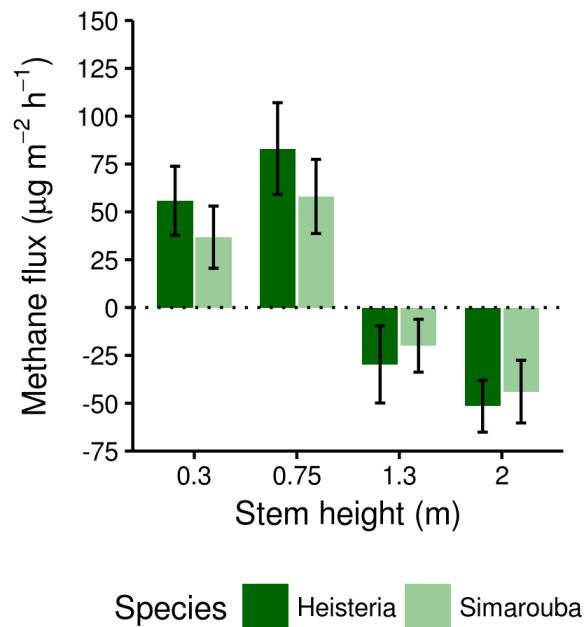 Methane flux (µg m⁻² h⁻¹)
150
125
100
75
50
25
0
-25
-50
-75
0.3 0.75 1.3 2
Stem height (m)
Species Heisteria Simarouba